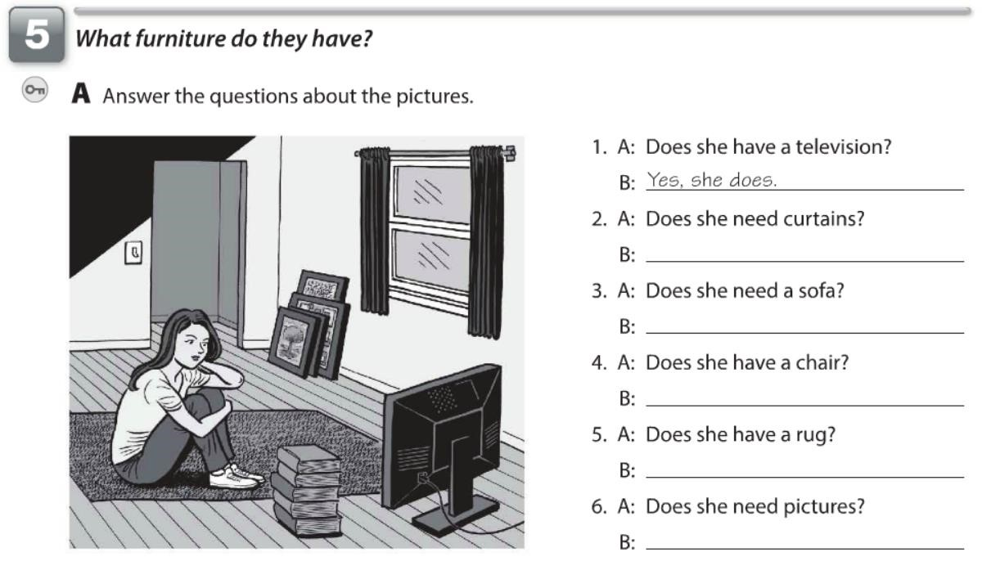 5 What furniture do they have?
A Answer the questions about the pictures.
1. A: Does she have a television?
B: Yes, she does.
2. A: Does she need curtains?
B:
3. A: Does she need a sofa?
B:
4. A: Does she have a chair?
B:
5. A: Does she have a rug?
B:
6. A: Does she need pictures?
B: